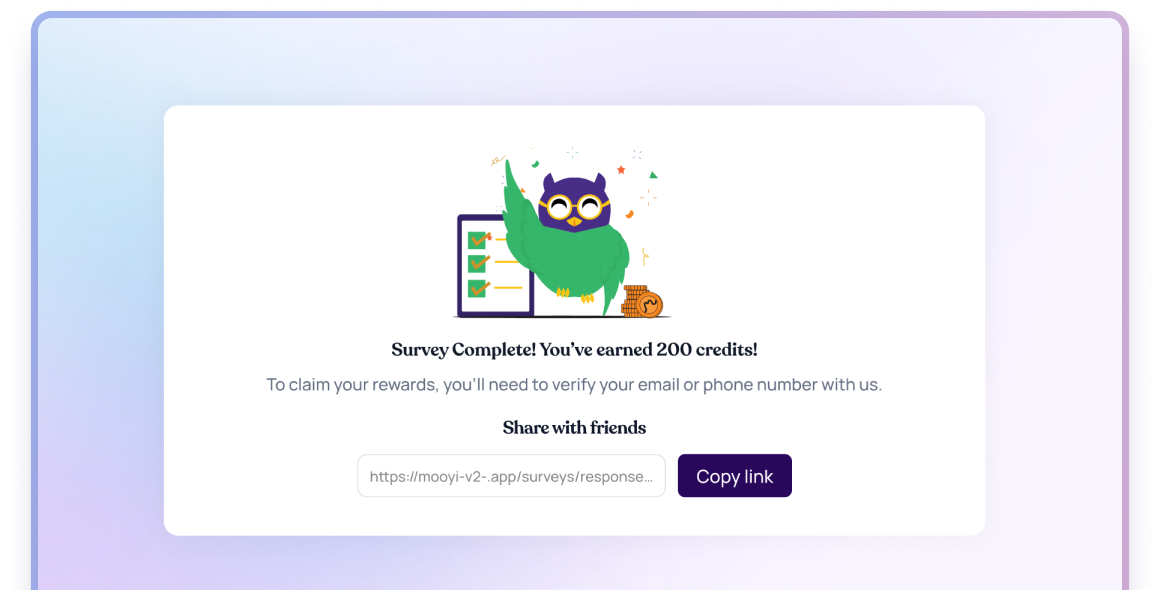 Survey Complete! You’ve earned 200 credits!
To claim your rewards, you’ll need to verify your email or phone number with us.
Share with friends
https://mooyi-v2-.app/surveys/response...
Copy link